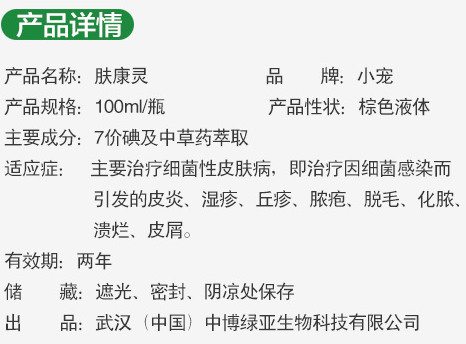 产品详情
产品名称：肤康灵 品 牌：小宠
产品规格：100ml/瓶 产品性状：棕色液体
主要成分：7价碘及中草药萃取
适应症： 主要治疗细菌性皮肤病，即治疗因细菌感染而
引发的皮炎、湿疹、丘疹、脓疱、脱毛、化脓、
溃烂、皮屑。
有效期：两年
储 藏：遮光、密封、阴凉处保存
出 品：武汉（中国）中博绿亚生物科技有限公司